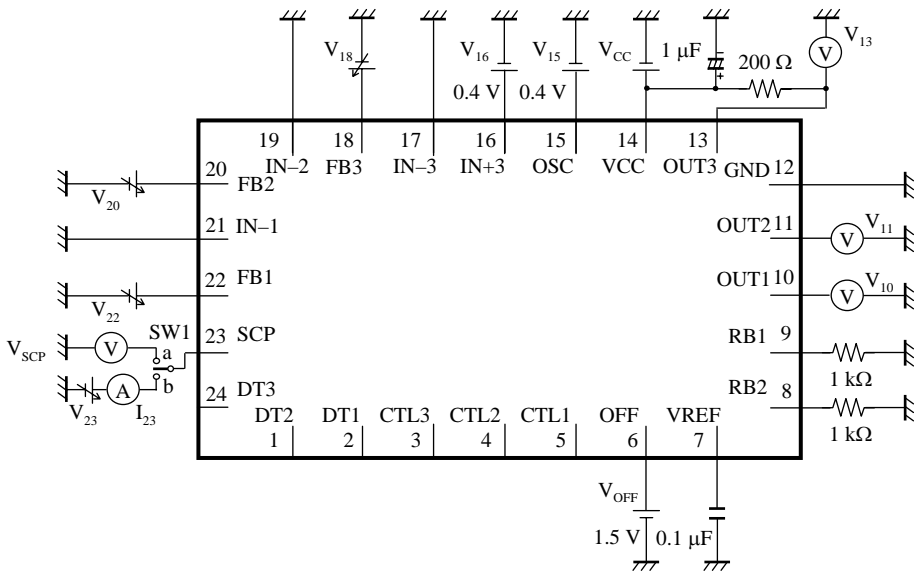 V18 V16 V15 VCC 1 μF 200 Ω V V13
0.4 V 0.4 V − +
19 18 17 16 15 14 13
IN–2 FB3 IN–3 IN+3 OSC VCC OUT3
20 FB2 V20
GND 12
21 IN–1
OUT2 11 V V11
22 FB1 V22
OUT1 10 V V10
VSCP V SW1 a 23 SCP
RB1 9 1 kΩ
V23 A I23 b 24 DT3
RB2 8 1 kΩ
DT2 DT1 CTL3 CTL2 CTL1 OFF VREF
1 2 3 4 5 6 7
VOFF
1.5 V 0.1 μF